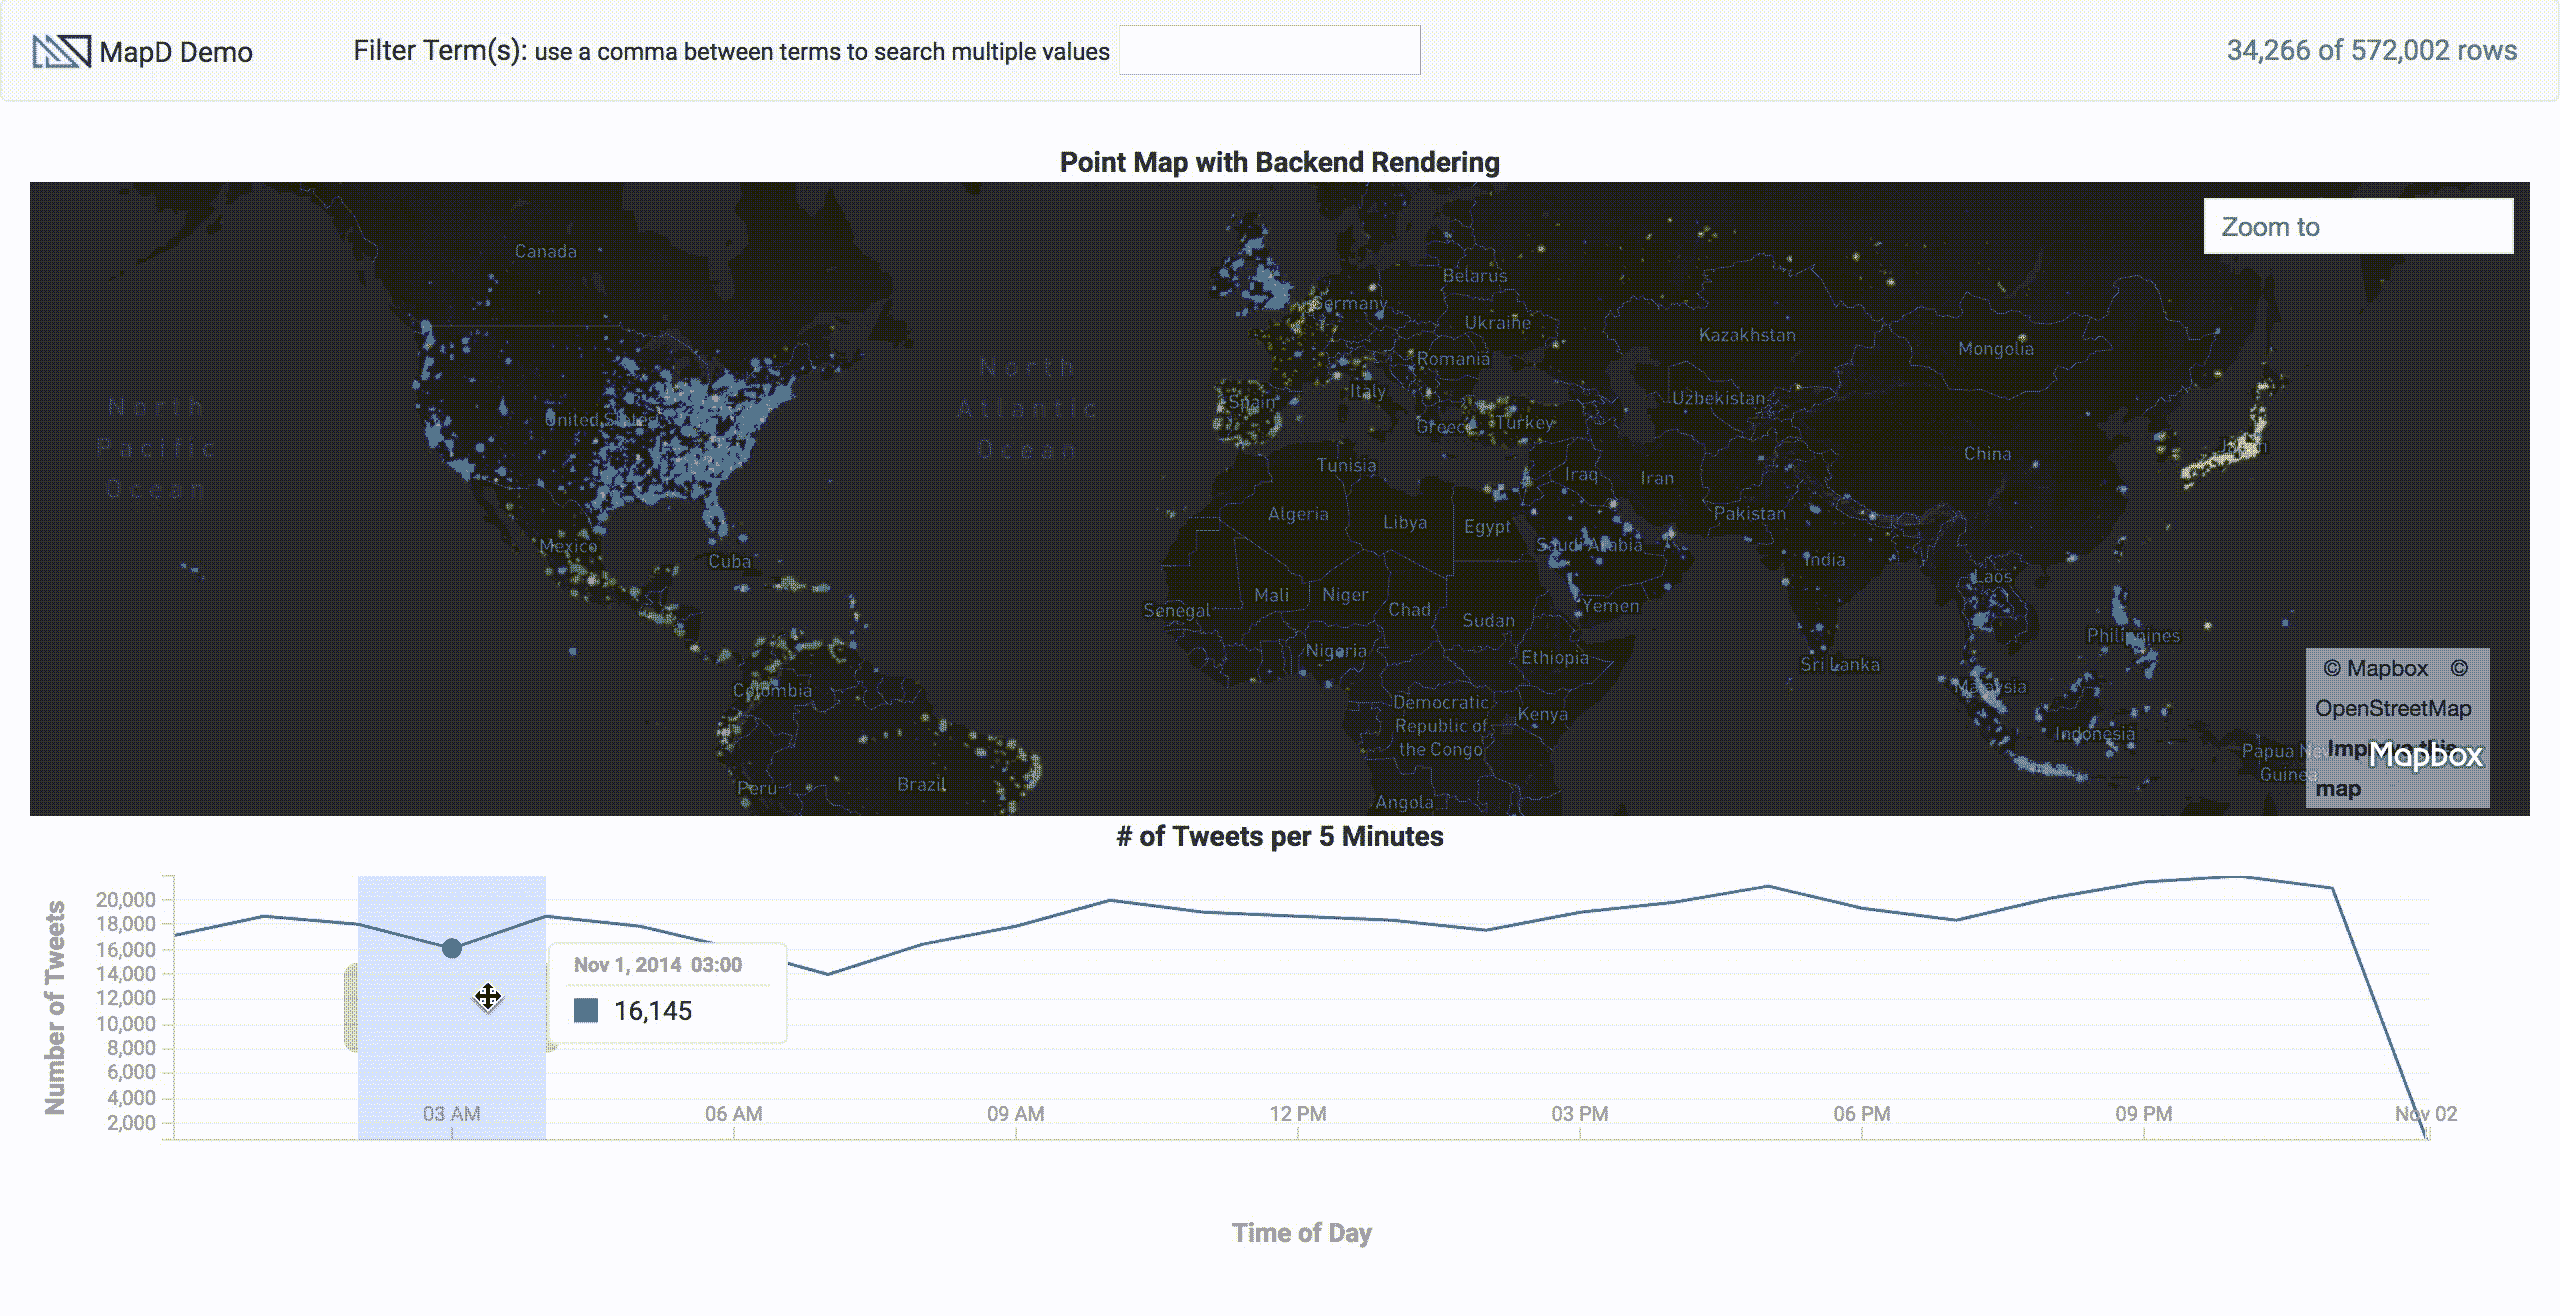 MapD Demo
Filter Term(s): use a comma between terms to search multiple values
34,266 of 572,002 rows
Point Map with Backend Rendering
Zoom to
Canada
Belarus
Germany
Ukraine
Kazakhstan
Mongolia
Romania
North
Atlantic
Ocean
North
Pacific
Ocean
United States
Spain
Italy
Uzbekistan
Greece
Turkey
Japan
China
Tunisia
Iraq
Iran
Algeria
Libya
Egypt
Pakistan
Mexico
Cuba
Saudi Arabia
India
Laos
Mali
Niger
Chad
Senegal
Sudan
Yemen
Nigeria
Ethiopia
Sri Lanka
Philippines
Colombia
Malaysia
Democratic
Republic of
the Congo
Kenya
Indonesia
Papua New
Guinea
Peru
Brazil
Angola
© Mapbox ©
OpenStreetMap
Improve this
map
Mapbox
# of Tweets per 5 Minutes
Number of Tweets
20,000
18,000
16,000
14,000
12,000
10,000
8,000
6,000
4,000
2,000
Nov 1, 2014 03:00
16,145
03 AM
06 AM
09 AM
12 PM
03 PM
06 PM
09 PM
Nov 02
Time of Day